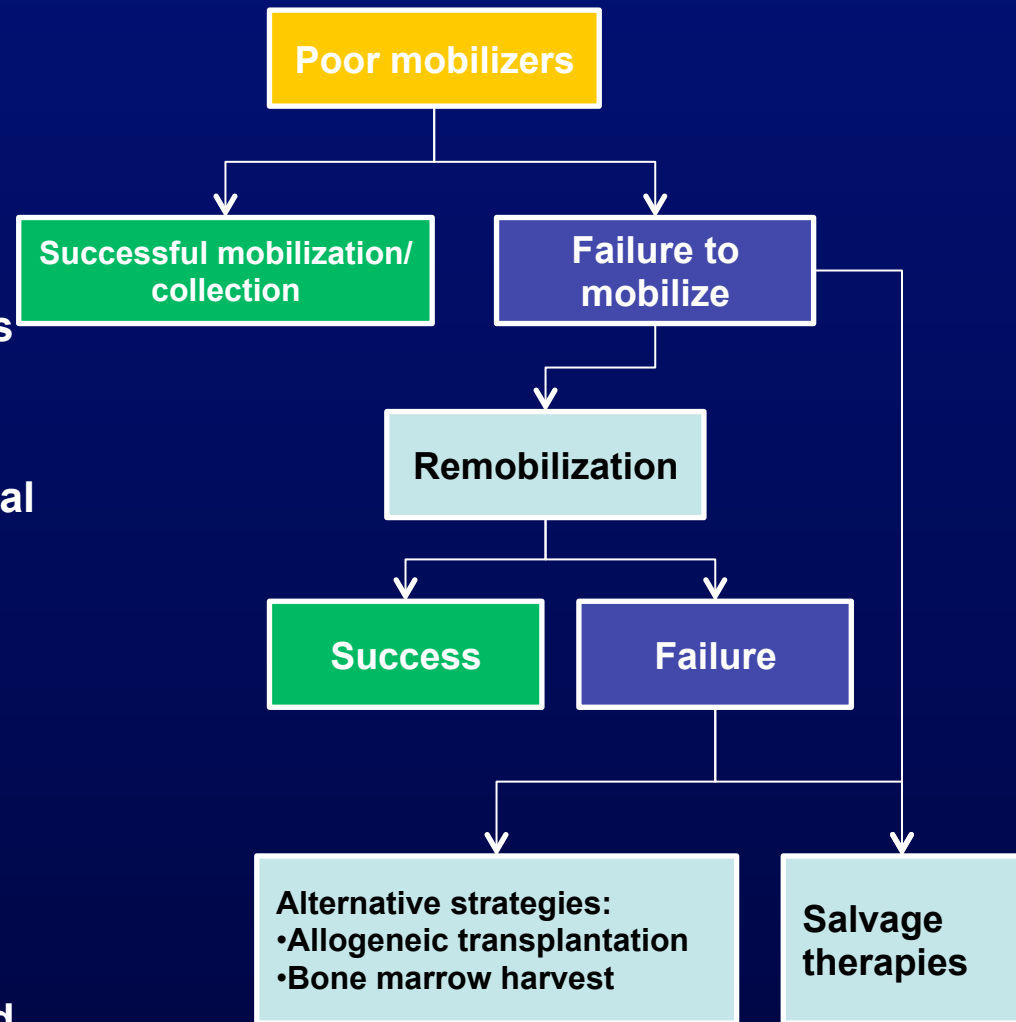 Poor mobilizers
Successful mobilization/
collection
Failure to
mobilize
Remobilization
Success
Failure
Alternative strategies:
•Allogeneic transplantation
•Bone marrow harvest
Salvage
therapies